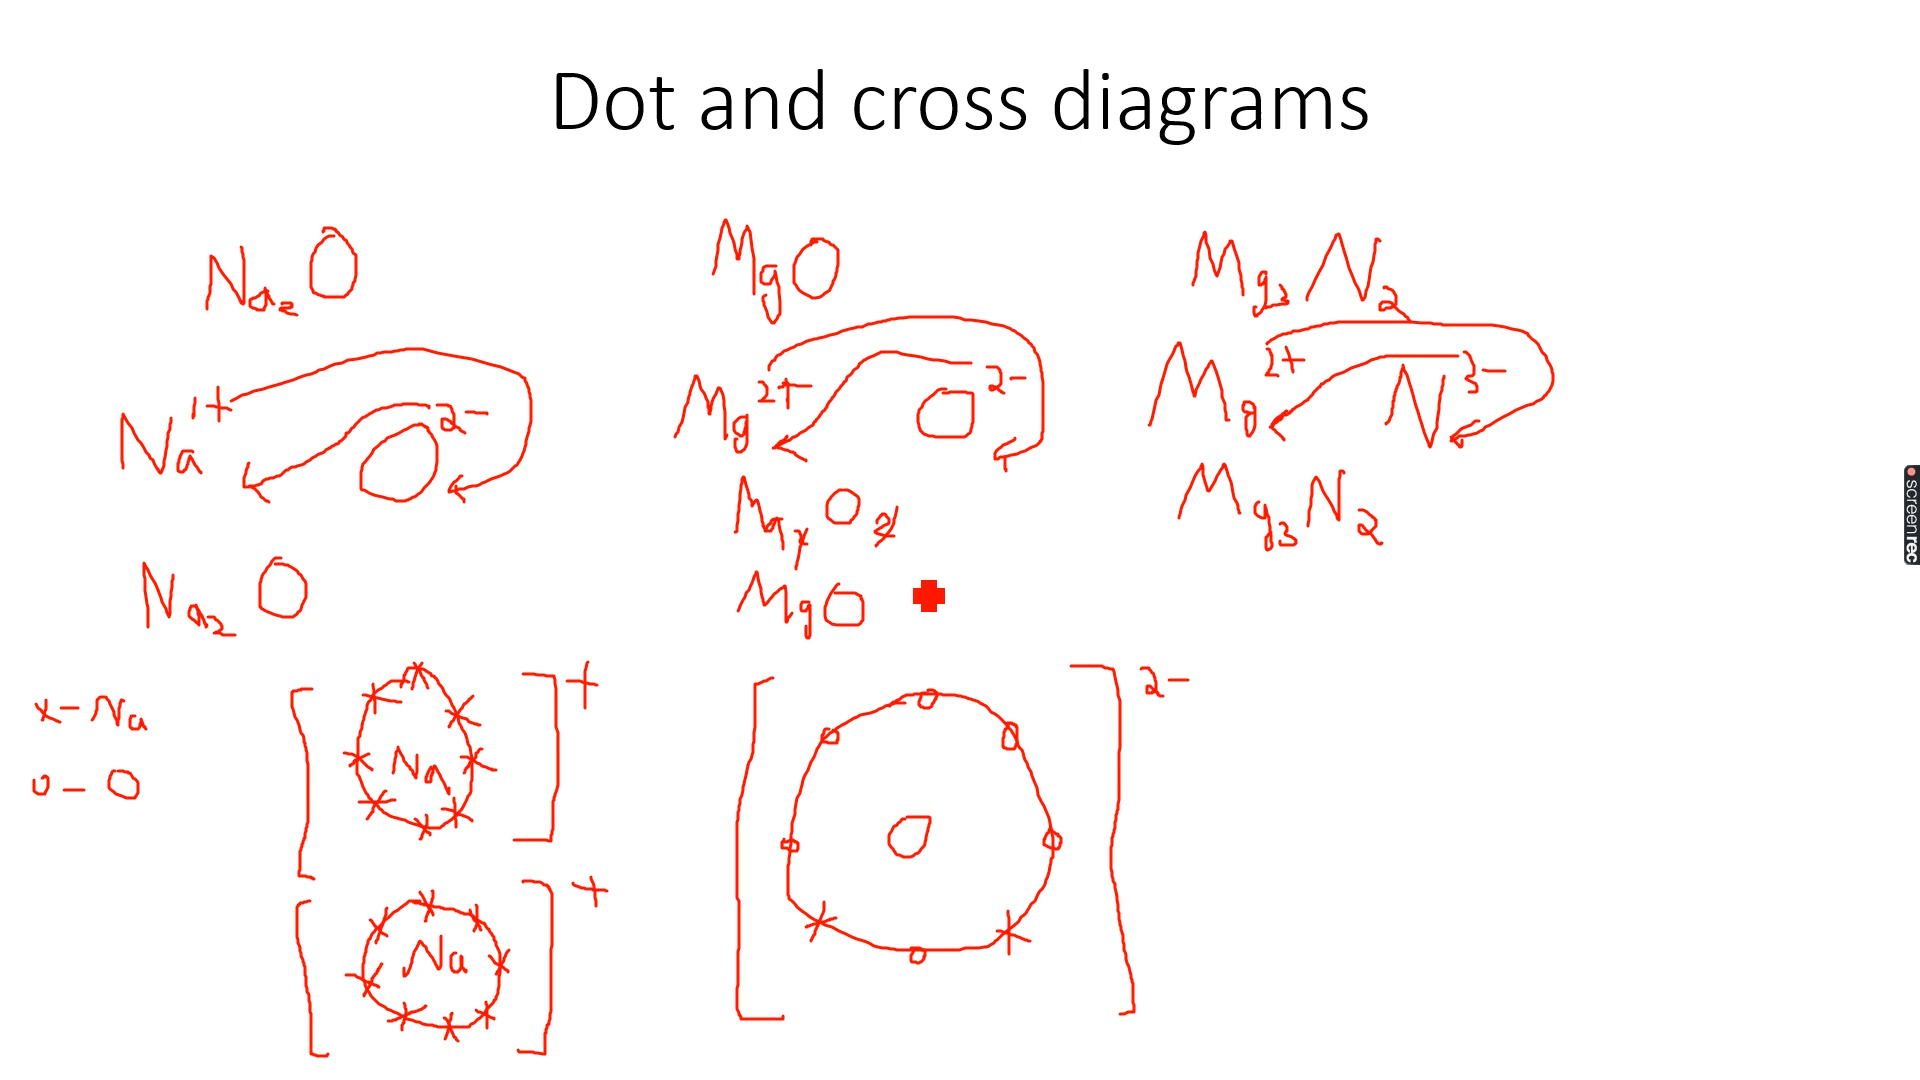 Dot and cross diagrams
Na₂O
MgO
Mg₃N₂
Na¹⁺ O²⁻
Mg²⁺ O²⁻
Mg²⁺ N³⁻
Mg₂O₂
Mg₃N₂
Na₂O
MgO
x - Na
o - O
[Na]⁺
[Na]⁺
[O]²⁻
screenrec